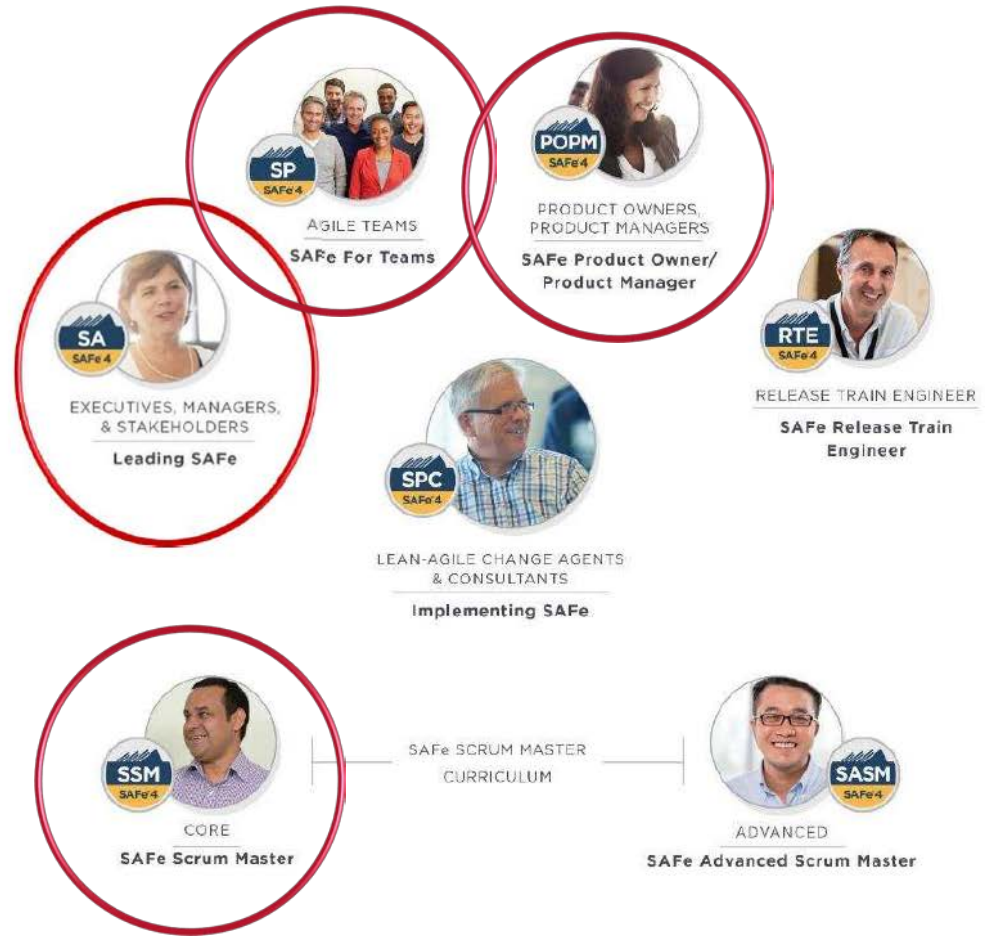 SP
SAFe 4
AGILE TEAMS
SAFe For Teams
POPM
SAFe 4
PRODUCT OWNERS,
PRODUCT MANAGERS
SAFe Product Owner/
Product Manager
SA
SAFe 4
EXECUTIVES, MANAGERS,
& STAKEHOLDERS
Leading SAFe
RTE
SAFe 4
RELEASE TRAIN ENGINEER
SAFe Release Train
Engineer
SPC
SAFe 4
LEAN-AGILE CHANGE AGENTS
& CONSULTANTS
Implementing SAFe
SSM
SAFe 4
CORE
SAFe Scrum Master
SAFe SCRUM MASTER
CURRICULUM
SASM
SAFe 4
ADVANCED
SAFe Advanced Scrum Master